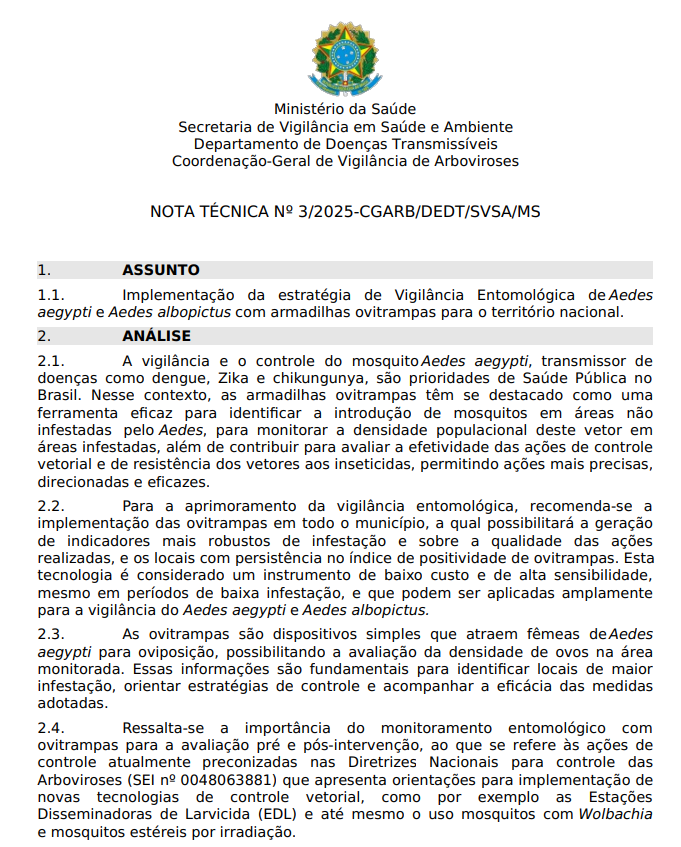 Ministério da Saúde
Secretaria de Vigilância em Saúde e Ambiente
Departamento de Doenças Transmissíveis
Coordenação-Geral de Vigilância de Arboviroses
NOTA TÉCNICA Nº 3/2025-CGARB/DEDT/SVSA/MS
1. ASSUNTO
1.1. Implementação da estratégia de Vigilância Entomológica de Aedes
aegypti e Aedes albopictus com armadilhas ovitrampas para o território nacional.
2. ANÁLISE
2.1. A vigilância e o controle do mosquito Aedes aegypti, transmissor de
doenças como dengue, Zika e chikungunya, são prioridades de Saúde Pública no
Brasil. Nesse contexto, as armadilhas ovitrampas têm se destacado como uma
ferramenta eficaz para identificar a introdução de mosquitos em áreas não
infestadas pelo Aedes, para monitorar a densidade populacional deste vetor em
áreas infestadas, além de contribuir para avaliar a efetividade das ações de controle
vetorial e de resistência dos vetores aos inseticidas, permitindo ações mais precisas,
direcionadas e eficazes.
2.2. Para a aprimoramento da vigilância entomológica, recomenda-se a
implementação das ovitrampas em todo o município, a qual possibilitará a geração
de indicadores mais robustos de infestação e sobre a qualidade das ações
realizadas, e os locais com persistência no índice de positividade de ovitrampas. Esta
tecnologia é considerado um instrumento de baixo custo e de alta sensibilidade,
mesmo em períodos de baixa infestação, e que podem ser aplicadas amplamente
para a vigilância do Aedes aegypti e Aedes albopictus.
2.3. As ovitrampas são dispositivos simples que atraem fêmeas de Aedes
aegypti para oviposição, possibilitando a avaliação da densidade de ovos na área
monitorada. Essas informações são fundamentais para identificar locais de maior
infestação, orientar estratégias de controle e acompanhar a eficácia das medidas
adotadas.
2.4. Ressalta-se a importância do monitoramento entomológico com
ovitrampas para a avaliação pré e pós-intervenção, ao que se refere às ações de
controle atualmente preconizadas nas Diretrizes Nacionais para controle das
Arboviroses (SEI nº 0048063881) que apresenta orientações para implementação de
novas tecnologias de controle vetorial, como por exemplo as Estações
Disseminadoras de Larvicida (EDL) e até mesmo o uso mosquitos com Wolbachia
e mosquitos estéreis por irradiação.